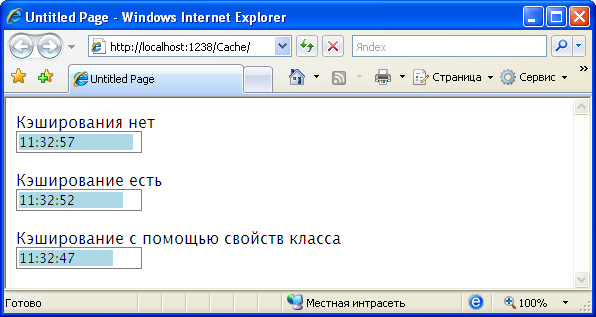 Untitled Page - Windows Internet Explorer
http://localhost:1238/Cache/
Yandex
Untitled Page
Страница
Сервис
»
Кэширования нет
11:32:57
Кэширование есть
11:32:52
Кэширование с помощью свойств класса
11:32:47
Готово
Местная интрасеть
100%